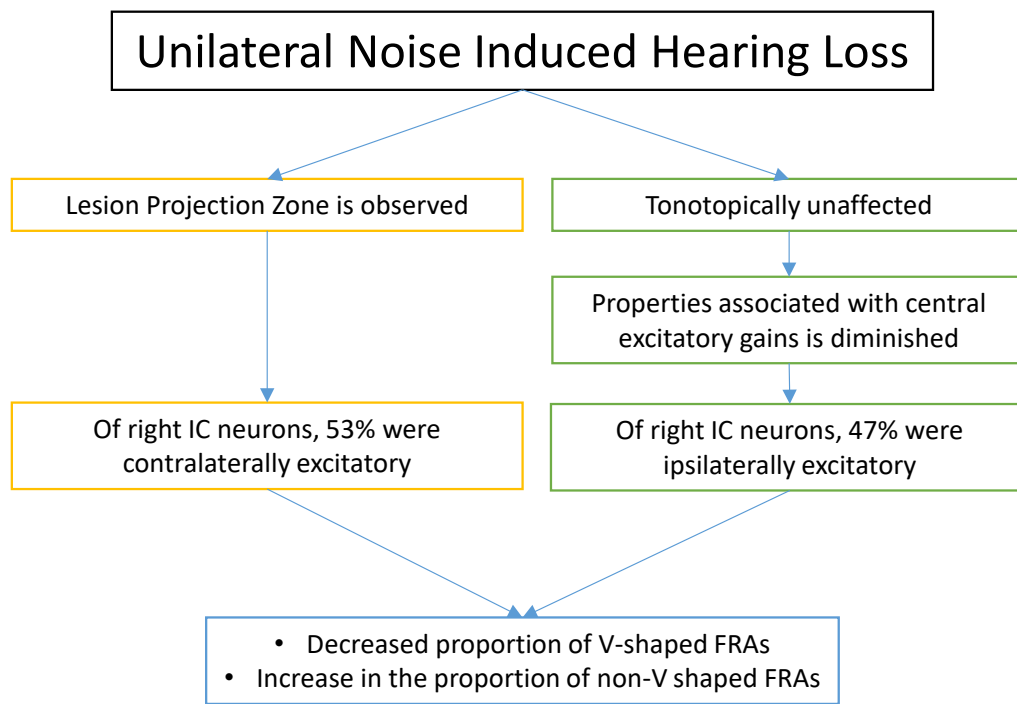 Unilateral Noise Induced Hearing Loss
Lesion Projection Zone is observed
Tonotopically unaffected
Properties associated with central
excitatory gains is diminished
Of right IC neurons, 53% were
contralaterally excitatory
Of right IC neurons, 47% were
ipsilaterally excitatory
• Decreased proportion of V-shaped FRAs
• Increase in the proportion of non-V shaped FRAs